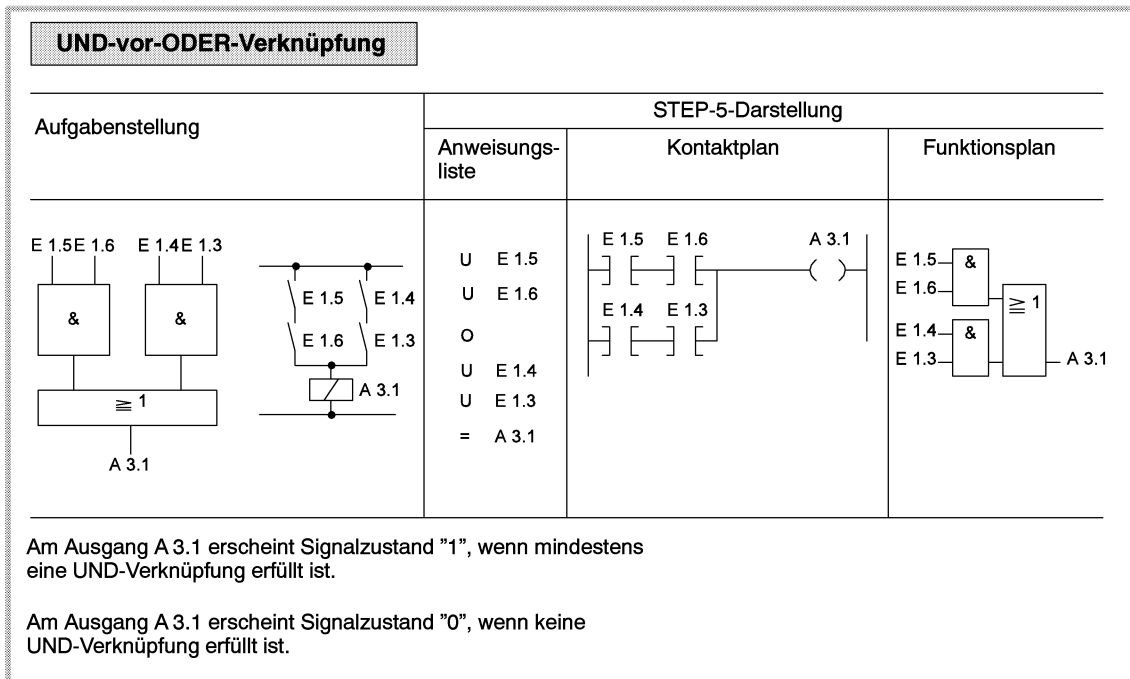 UND-vor-ODER-Verknüpfung
Aufgabenstellung
STEP-5-Darstellung
Anweisungs-
liste
Kontaktplan
Funktionsplan
E 1.5 E 1.6 E 1.4 E 1.3
& &
≧ 1
A 3.1
E 1.5 E 1.4
E 1.6 E 1.3
A 3.1
U E 1.5
U E 1.6
O
U E 1.4
U E 1.3
= A 3.1
E 1.5 E 1.6 A 3.1
E 1.4 E 1.3
E 1.5 &
E 1.6
≧ 1
E 1.4 &
E 1.3 A 3.1
Am Ausgang A 3.1 erscheint Signalzustand ”1”, wenn mindestens
eine UND-Verknüpfung erfüllt ist.
Am Ausgang A 3.1 erscheint Signalzustand ”0”, wenn keine
UND-Verknüpfung erfüllt ist.